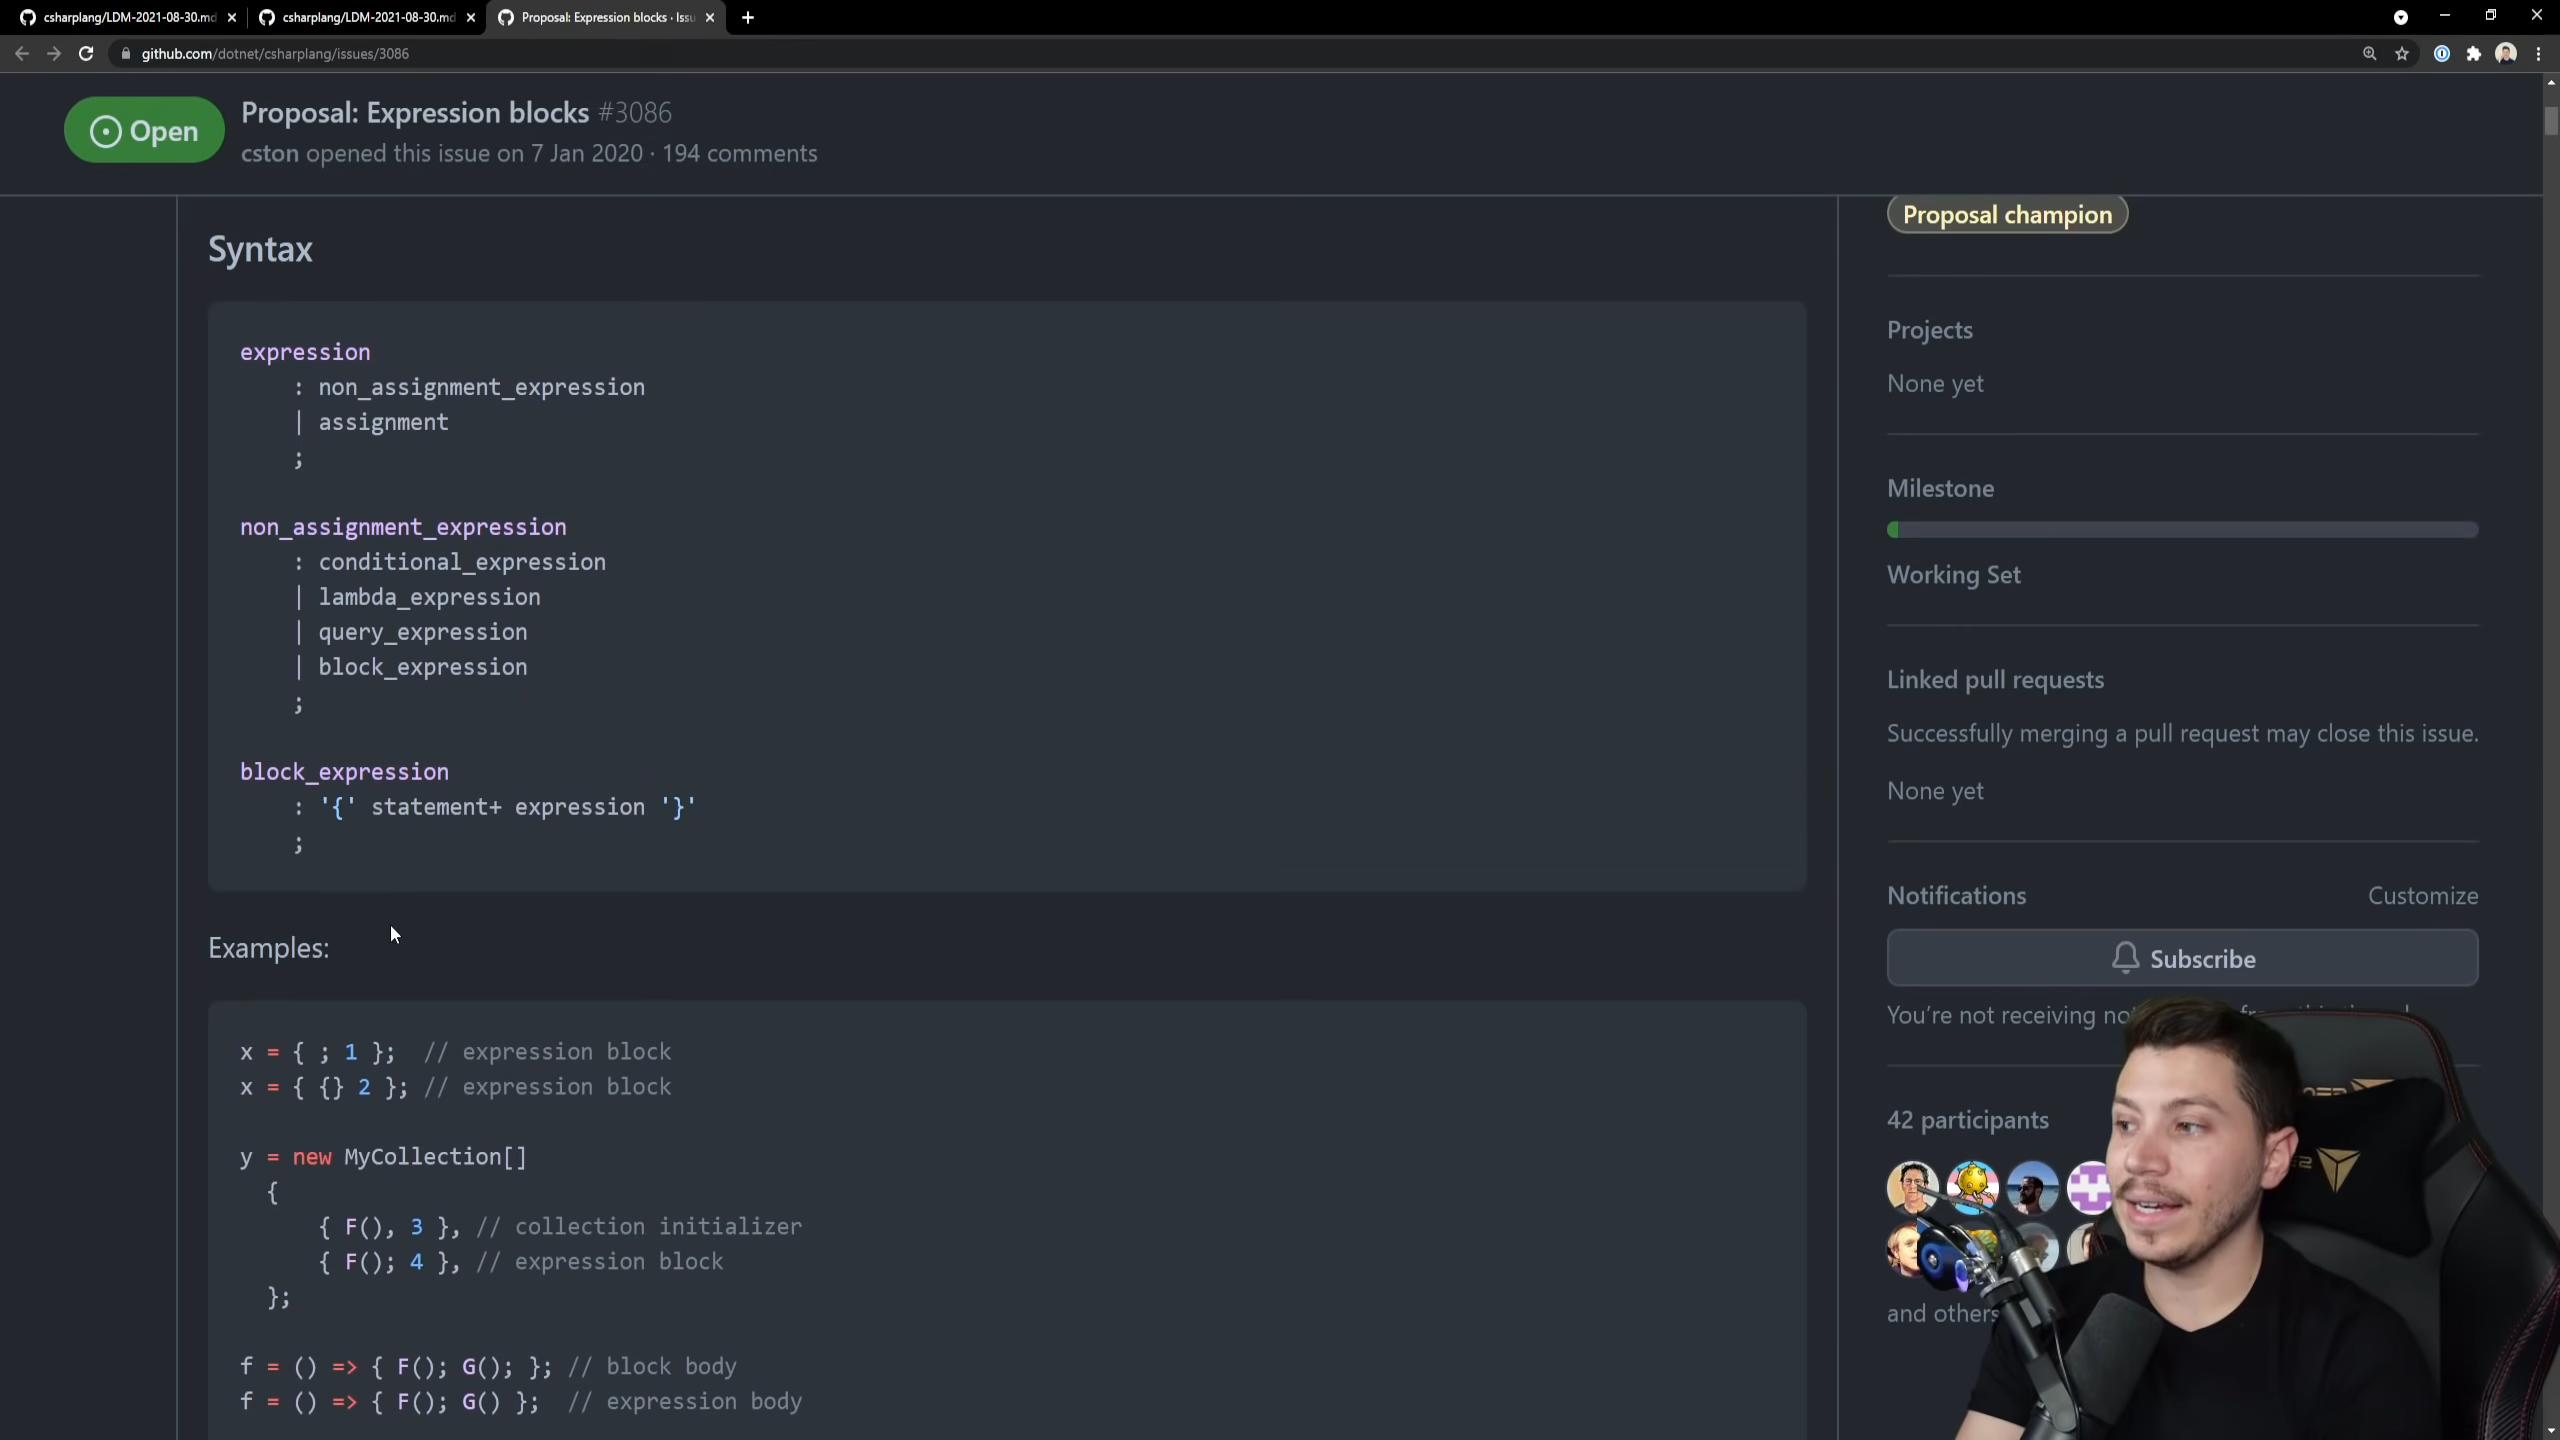 csharplang/LDM-2021-08-30.md
csharplang/LDM-2021-08-30.md
Proposal: Expression blocks · Issu
github.com/dotnet/csharplang/issues/3086
Open
Proposal: Expression blocks #3086
cston opened this issue on 7 Jan 2020 · 194 comments
Syntax
expression
: non_assignment_expression
| assignment
;
non_assignment_expression
: conditional_expression
| lambda_expression
| query_expression
| block_expression
;
block_expression
: '{' statement+ expression '}'
;
Examples:
x = { ; 1 };  // expression block
x = { {} 2 }; // expression block
y = new MyCollection[]
{
{ F(), 3 }, // collection initializer
{ F(); 4 }, // expression block
};
f = () => { F(); G(); }; // block body
f = () => { F(); G() };  // expression body
Proposal champion
Projects
None yet
Milestone
Working Set
Linked pull requests
Successfully merging a pull request may close this issue.
None yet
Notifications
Customize
Subscribe
You're not receiving
42 participants
and others